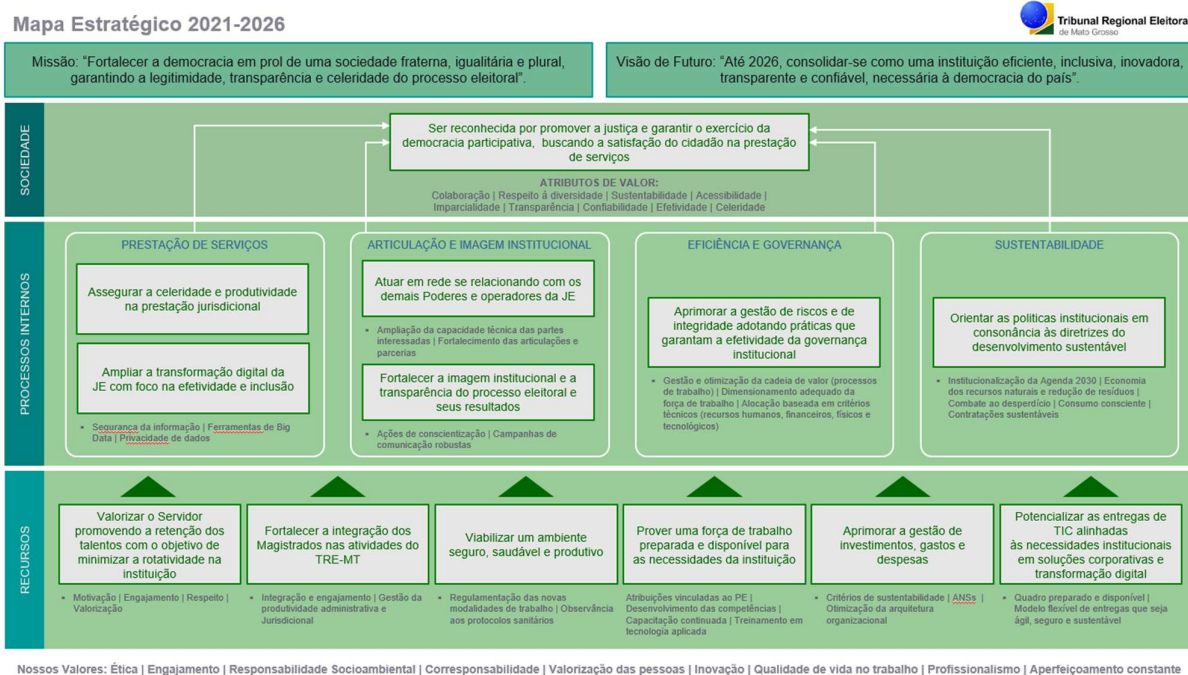 Mapa Estratégico 2021-2026
Tribunal Regional Eleitora
de Mato Grosso
Missão: “Fortalecer a democracia em prol de uma sociedade fraterna, igualitária e plural,
garantindo a legitimidade, transparência e celeridade do processo eleitoral”.
Visão de Futuro: “Até 2026, consolidar-se como uma instituição eficiente, inclusiva, inovadora,
transparente e confiável, necessária à democracia do país”.
SOCIEDADE
Ser reconhecida por promover a justiça e garantir o exercício da
democracia participativa, buscando a satisfação do cidadão na prestação
de serviços
ATRIBUTOS DE VALOR:
Colaboração | Respeito à diversidade | Sustentabilidade | Acessibilidade |
Imparcialidade | Transparência | Confiabilidade | Efetividade | Celeridade
PROCESSOS INTERNOS
PRESTAÇÃO DE SERVIÇOS
Assegurar a celeridade e produtividade
na prestação jurisdicional
Ampliar a transformação digital da
JE com foco na efetividade e inclusão
▪ Segurança da informação | Ferramentas de Big
Data | Privacidade de dados
ARTICULAÇÃO E IMAGEM INSTITUCIONAL
Atuar em rede se relacionando com os
demais Poderes e operadores da JE
▪ Ampliação da capacidade técnica das partes
interessadas | Fortalecimento das articulações e
parcerias
Fortalecer a imagem institucional e a
transparência do processo eleitoral e
seus resultados
▪ Ações de conscientização | Campanhas de
comunicação robustas
EFICIÊNCIA E GOVERNANÇA
Aprimorar a gestão de riscos e de
integridade adotando práticas que
garantam a efetividade da governança
institucional
▪ Gestão e otimização da cadeia de valor (processos
de trabalho) | Dimensionamento adequado da
força de trabalho | Alocação baseada em critérios
técnicos (recursos humanos, financeiros, físicos e
tecnológicos)
SUSTENTABILIDADE
Orientar as politicas institucionais em
consonância às diretrizes do
desenvolvimento sustentável
▪ Institucionalização da Agenda 2030 | Economia
dos recursos naturais e redução de resíduos |
Combate ao desperdício | Consumo consciente |
Contratações sustentáveis
RECURSOS
Valorizar o Servidor
promovendo a retenção dos
talentos com o objetivo de
minimizar a rotatividade na
instituição
▪ Motivação | Engajamento | Respeito |
Valorização
Fortalecer a integração dos
Magistrados nas atividades do
TRE-MT
▪ Integração e engajamento | Gestão da
produtividade administrativa e
Jurisdicional
Viabilizar um ambiente
seguro, saudável e produtivo
▪ Regulamentação das novas
modalidades de trabalho | Observância
aos protocolos sanitários
Prover uma força de trabalho
preparada e disponível para
as necessidades da instituição
Atribuições vinculadas ao PE |
Desenvolvimento das competências |
Capacitação continuada | Treinamento em
tecnologia aplicada
Aprimorar a gestão de
investimentos, gastos e
despesas
▪ Critérios de sustentabilidade | ANSs |
Otimização da arquitetura
organizacional
Potencializar as entregas de
TIC alinhadas
às necessidades institucionais
em soluções corporativas e
transformação digital
▪ Quadro preparado e disponível |
Modelo flexível de entregas que seja
ágil, seguro e sustentável
Nossos Valores: Ética | Engajamento | Responsabilidade Socioambiental | Corresponsabilidade | Valorização das pessoas | Inovação | Qualidade de vida no trabalho | Profissionalismo | Aperfeiçoamento constante